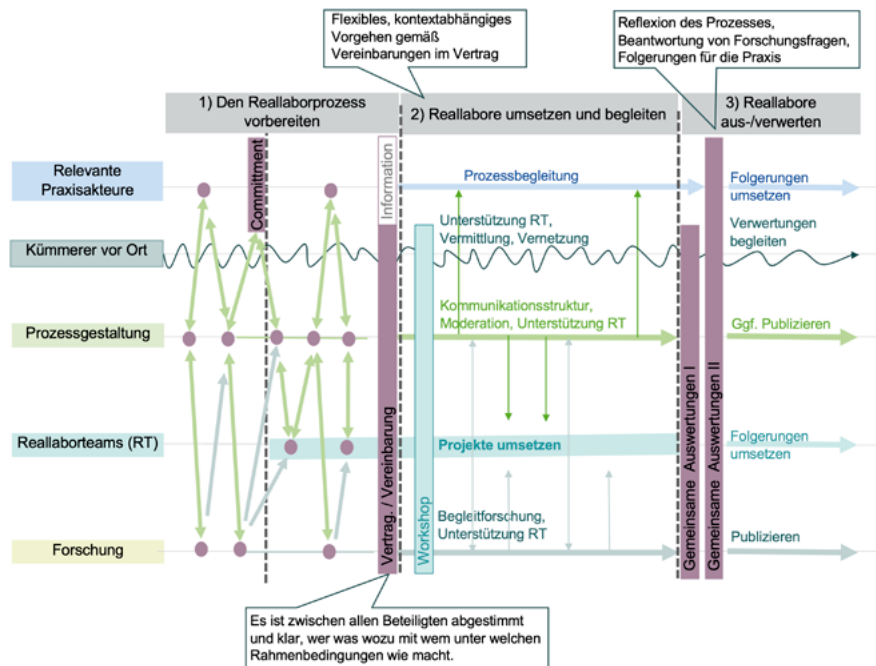 Flexibles, kontextabhängiges
Vorgehen gemäß
Vereinbarungen im Vertrag
Reflexion des Prozesses,
Beantwortung von Forschungsfragen,
Folgerungen für die Praxis
1) Den Reallaborprozess
vorbereiten
2) Reallabore umsetzen und begleiten
3) Reallabore
aus-/verwerten
Relevante
Praxisakteure
Committment
Information
Prozessbegleitung
Folgerungen
umsetzen
Kümmerer vor Ort
Unterstützung RT,
Vermittlung, Vernetzung
Verwertungen
begleiten
Prozessgestaltung
Kommunikationsstruktur,
Moderation, Unterstützung RT
Ggf. Publizieren
Reallaborteams (RT)
Projekte umsetzen
Folgerungen
umsetzen
Forschung
Vertrag. / Vereinbarung
Workshop
Begleitforschung,
Unterstützung RT
Gemeinsame Auswertungen I
Gemeinsame Auswertungen II
Publizieren
Es ist zwischen allen Beteiligten abgestimmt
und klar, wer was wozu mit wem unter welchen
Rahmenbedingungen wie macht.